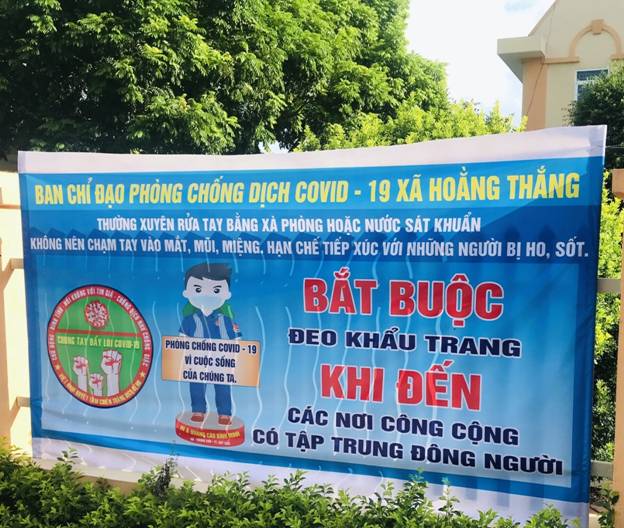 BAN CHỈ ĐẠO PHÒNG CHỐNG DỊCH COVID - 19 XÃ HOẰNG THẮNG
THƯỜNG XUYÊN RỬA TAY BẰNG XÀ PHÒNG HOẶC NƯỚC SÁT KHUẨN
KHÔNG NÊN CHẠM TAY VÀO MẮT, MŨI, MIỆNG. HẠN CHẾ TIẾP XÚC VỚI NHỮNG NGƯỜI BỊ HO, SỐT.
CHUNG TAY ĐẨY LÙI COVID-19
PHÒNG CHỐNG COVID - 19
VÌ CUỘC SỐNG
CỦA CHÚNG TA.
BẮT BUỘC
ĐEO KHẨU TRANG
KHI ĐẾN
CÁC NƠI CÔNG CỘNG
CÓ TẬP TRUNG ĐÔNG NGƯỜI